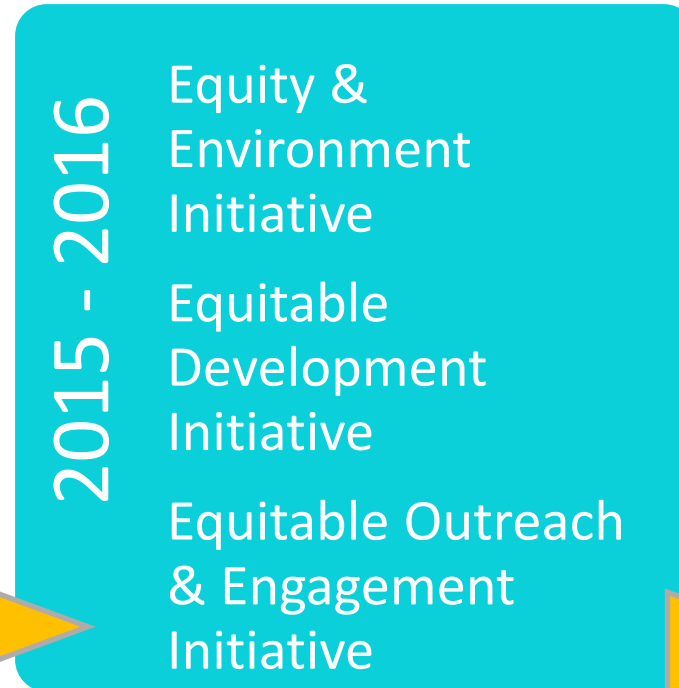 2015 - 2016
Equity &
Environment
Initiative
Equitable
Development
Initiative
Equitable Outreach
& Engagement
Initiative